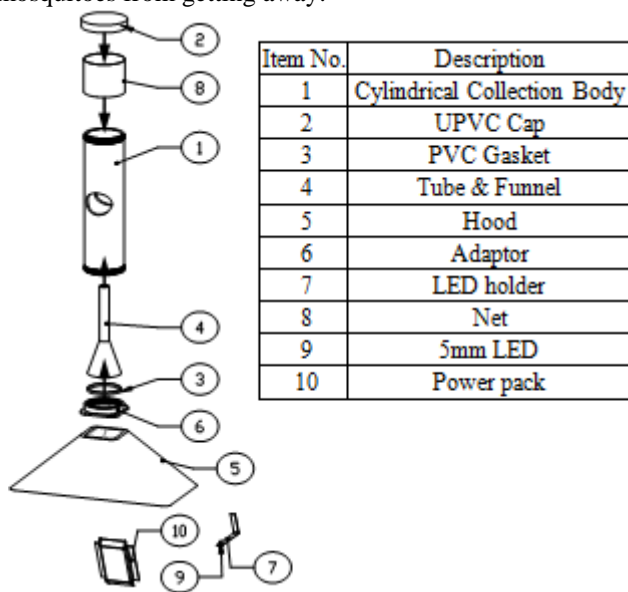 mosquitoes from getting away.
2
8
1
4
3
6
5
10
9
7
Item No. Description
1 Cylindrical Collection Body
2 UPVC Cap
3 PVC Gasket
4 Tube & Funnel
5 Hood
6 Adaptor
7 LED holder
8 Net
9 5mm LED
10 Power pack